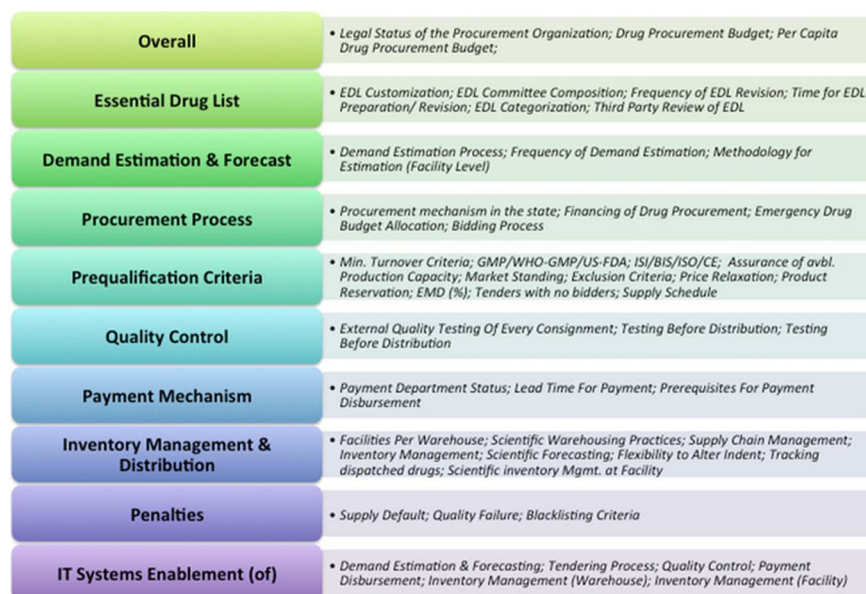 Overall
• Legal Status of the Procurement Organization; Drug Procurement Budget; Per Capita
Drug Procurement Budget;
Essential Drug List
• EDL Customization; EDL Committee Composition; Frequency of EDL Revision; Time for EDL
Preparation/ Revision; EDL Categorization; Third Party Review of EDL
Demand Estimation & Forecast
• Demand Estimation Process; Frequency of Demand Estimation; Methodology for
Estimation (Facility Level)
Procurement Process
• Procurement mechanism in the state; Financing of Drug Procurement; Emergency Drug
Budget Allocation; Bidding Process
Prequalification Criteria
• Min. Turnover Criteria; GMP/WHO-GMP/US-FDA; ISI/BIS/ISO/CE; Assurance of avbl.
Production Capacity; Market Standing; Exclusion Criteria; Price Relaxation; Product
Reservation; EMD (%); Tenders with no bidders; Supply Schedule
Quality Control
• External Quality Testing Of Every Consignment; Testing Before Distribution; Testing
Before Distribution
Payment Mechanism
• Payment Department Status; Lead Time For Payment; Prerequisites For Payment
Disbursement
Inventory Management &
Distribution
• Facilities Per Warehouse; Scientific Warehousing Practices; Supply Chain Management;
Inventory Management; Scientific Forecasting; Flexibility to Alter Indent; Tracking
dispatched drugs; Scientific inventory Mgmt. at Facility
Penalties
• Supply Default; Quality Failure; Blacklisting Criteria
IT Systems Enablement (of)
• Demand Estimation & Forecasting; Tendering Process; Quality Control; Payment
Disbursement; Inventory Management (Warehouse); Inventory Management (Facility)